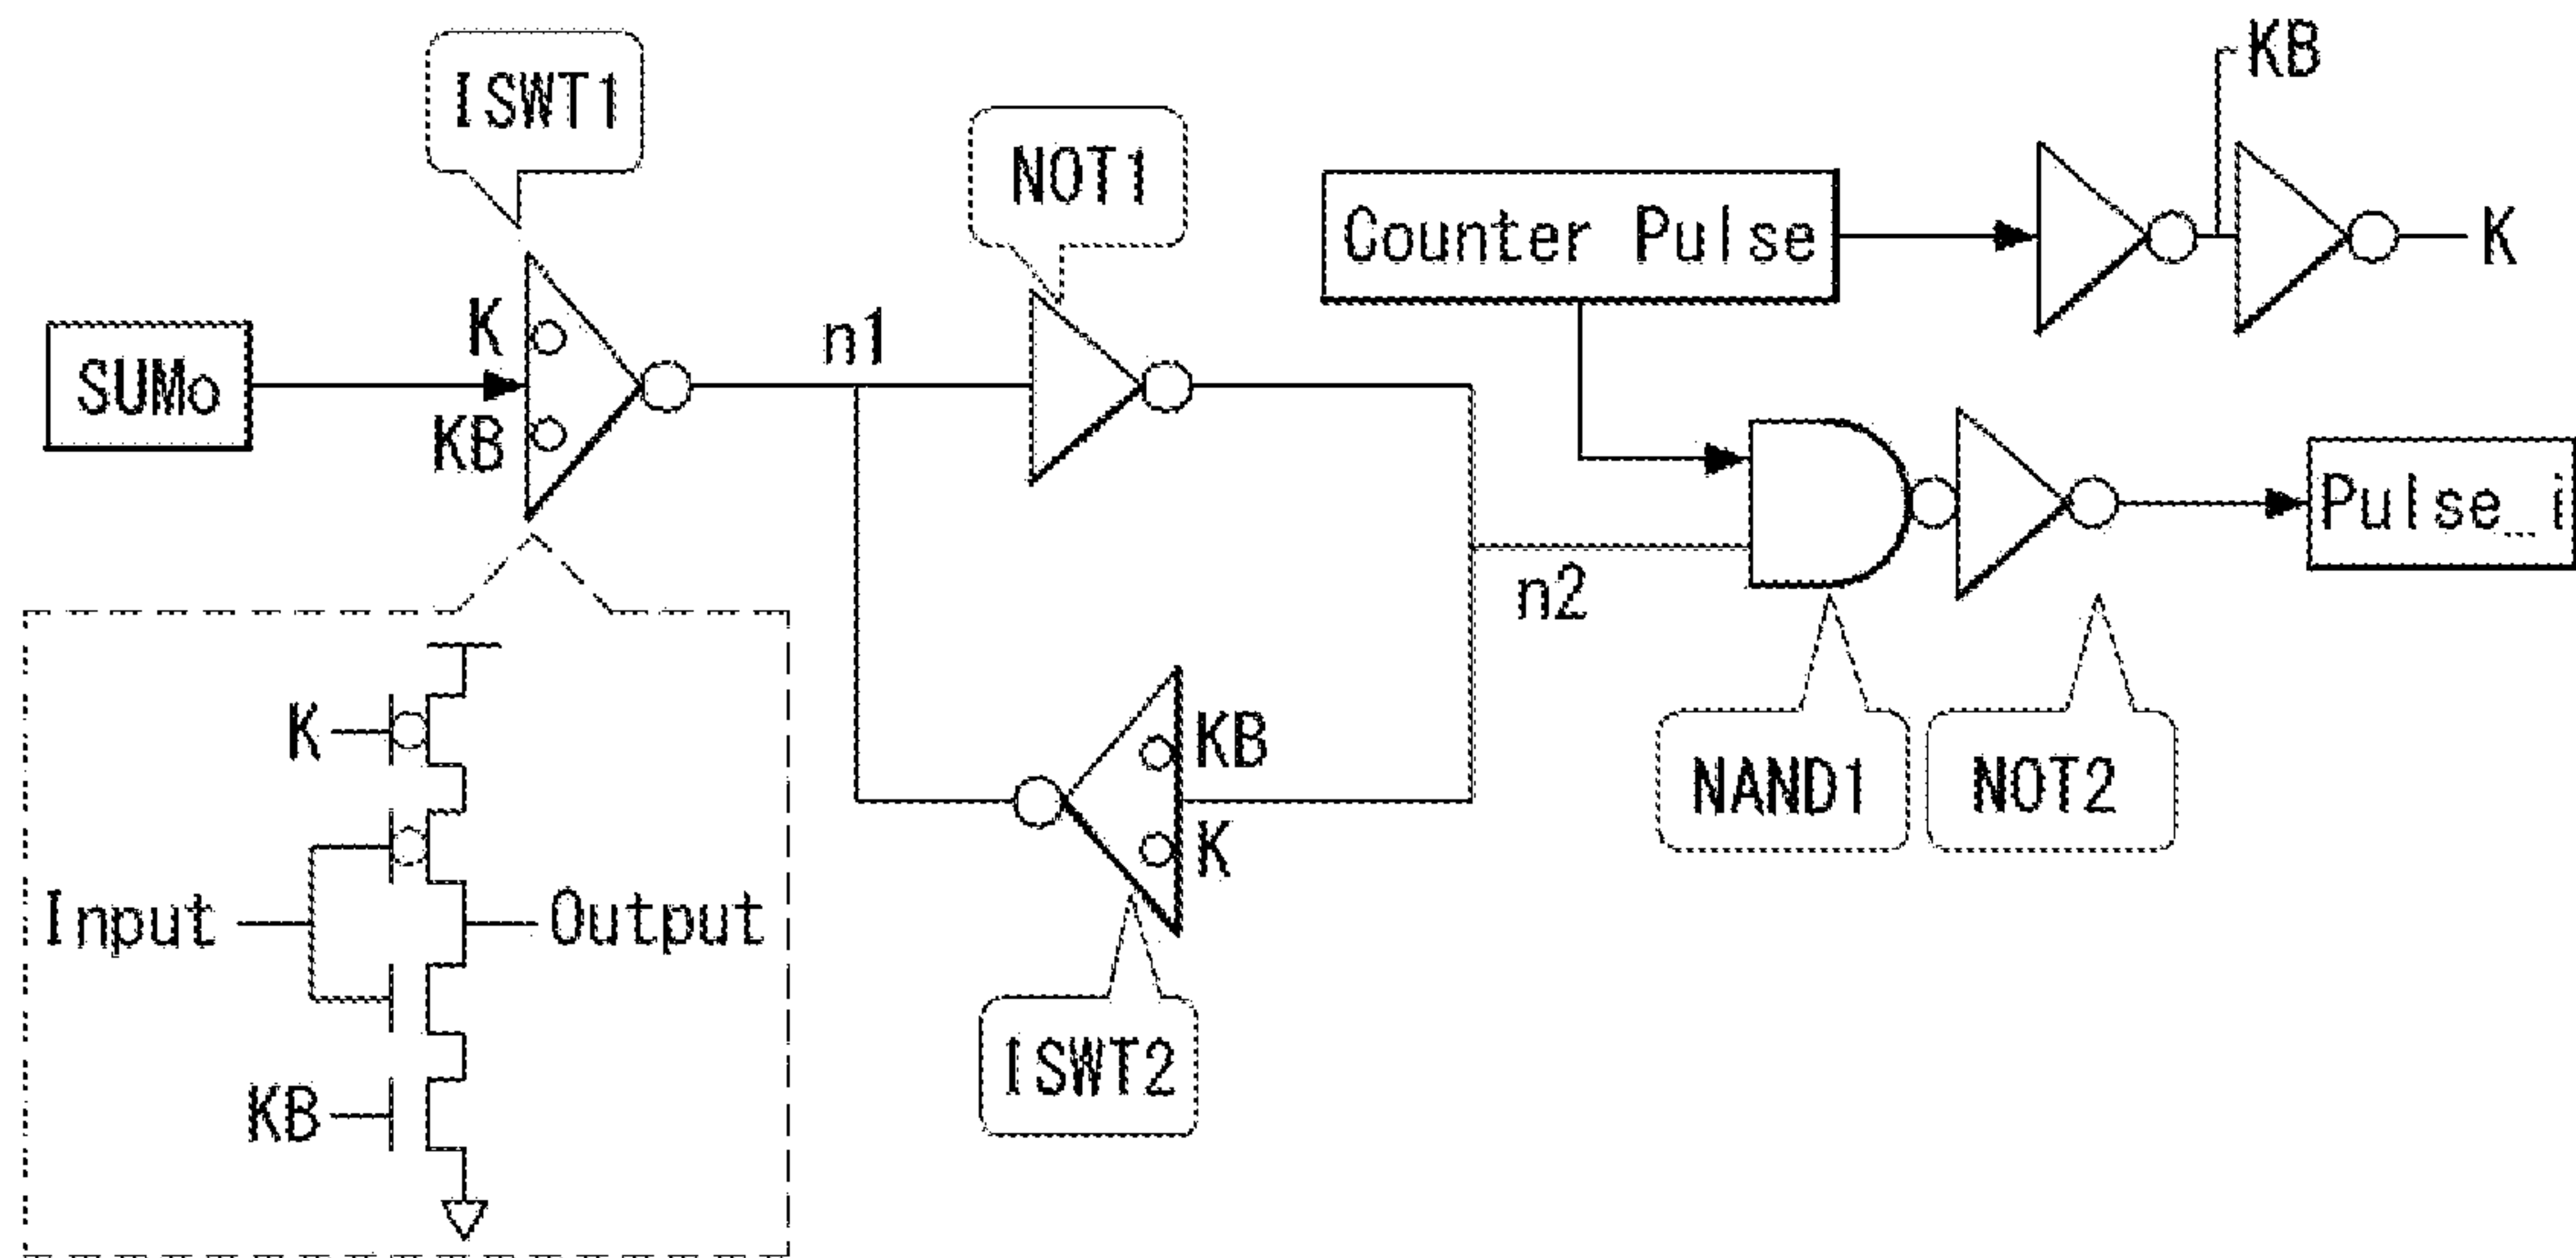 KB
ISWT1
NOT1
Counter Pulse
K
K
n1
SUMo
KB
Pulse_i
n2
KB
K
NAND1
NOT2
K
Input
Output
ISWT2
KB